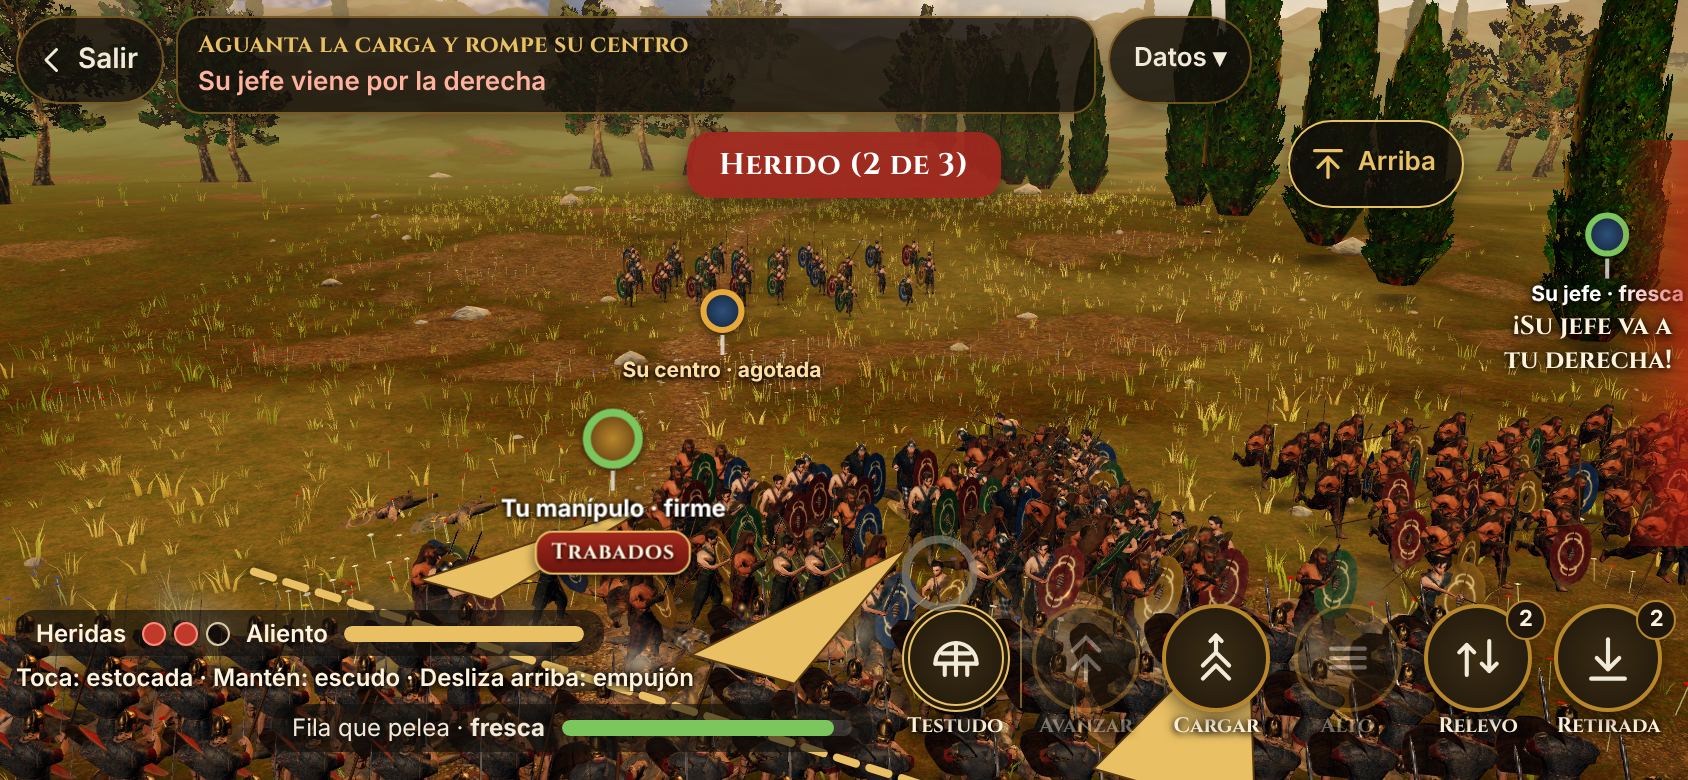 Salir
Aguanta la carga y rompe su centro
Su jefe viene por la derecha
Datos ▾
Herido (2 de 3)
Arriba
Su jefe · fresca
¡Su jefe va a
tu derecha!
Su centro · agotada
Tu manípulo · firme
Trabados
Heridas
Aliento
Toca: estocada · Mantén: escudo · Desliza arriba: empujón
Fila que pelea · fresca
Testudo
Avanzar
Cargar
Alto
2
Relevo
2
Retirada